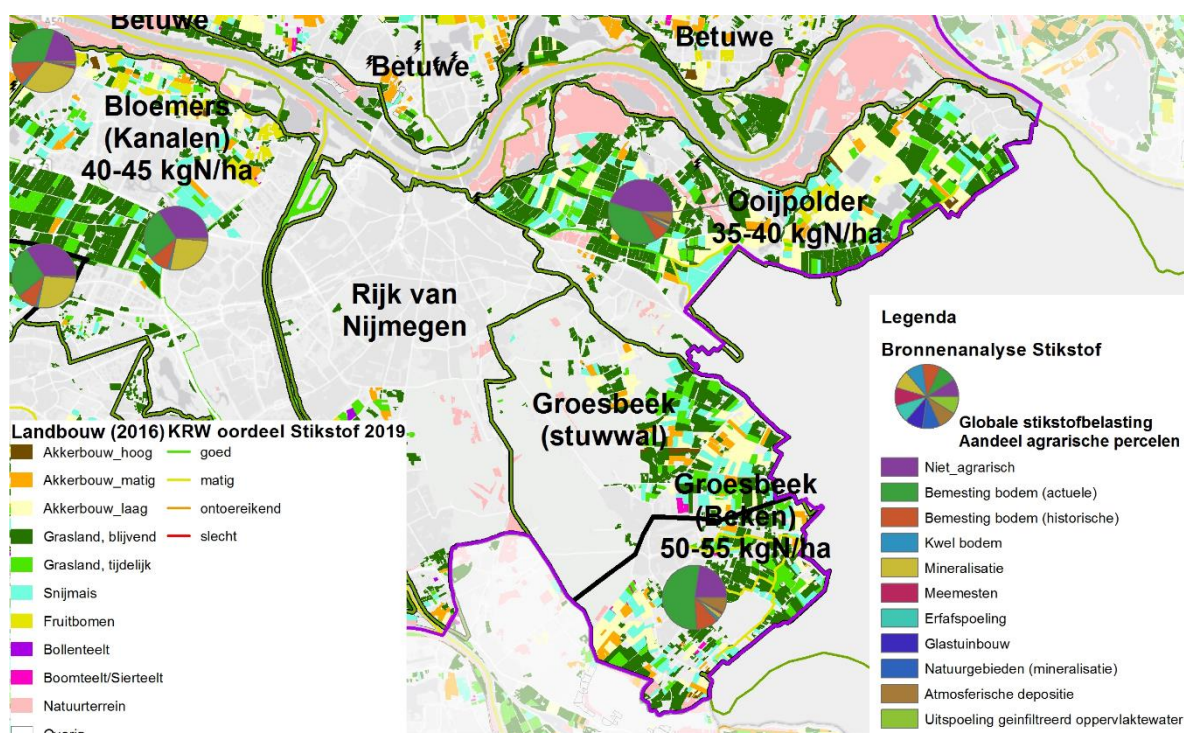 A50
Betuwe
Betuwe
Betuwe
Bloemers
(Kanalen)
40-45 kgN/ha
Ooijpolder
35-40 kgN/ha
Rijk van
Nijmegen
Groesbeek
(stuwwal)
Groesbeek
(Beken)
50-55 kgN/ha
Landbouw (2016) KRW oordeel Stikstof 2019
Akkerbouw_hoog goed
Akkerbouw_matig matig
Akkerbouw_laag ontoereikend
Grasland, blijvend slecht
Grasland, tijdelijk
Snijmais
Fruitbomen
Bollenteelt
Boomteelt/Sierteelt
Natuurterrein
Overig
Legenda
Bronnenanalyse Stikstof
Globale stikstofbelasting
Aandeel agrarische percelen
Niet_agrarisch
Bemesting bodem (actuele)
Bemesting bodem (historische)
Kwel bodem
Mineralisatie
Meemesten
Erfafspoeling
Glastuinbouw
Natuurgebieden (mineralisatie)
Atmosferische depositie
Uitspoeling geinfiltreerd oppervlaktewater